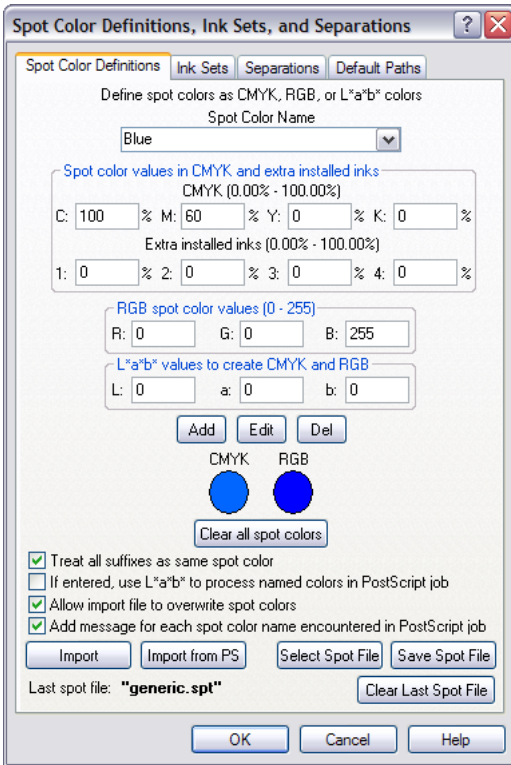 Spot Color Definitions, Ink Sets, and Separations ?
Spot Color Definitions Ink Sets Separations Default Paths
Define spot colors as CMYK, RGB, or L*a*b* colors
Spot Color Name
Blue
Spot color values in CMYK and extra installed inks
CMYK (0.00% - 100.00%)
C: 100 % M: 60 % Y: 0 % K: 0 %
Extra installed inks (0.00% - 100.00%)
1: 0 % 2: 0 % 3: 0 % 4: 0 %
RGB spot color values (0 - 255)
R: 0 G: 0 B: 255
L*a*b* values to create CMYK and RGB
L: 0 a: 0 b: 0
Add Edit Del
CMYK RGB
Clear all spot colors
Treat all suffixes as same spot color
If entered, use L*a*b* to process named colors in PostScript job
Allow import file to overwrite spot colors
Add message for each spot color name encountered in PostScript job
Import Import from PS Select Spot File Save Spot File
Last spot file: "generic.spt" Clear Last Spot File
OK Cancel Help